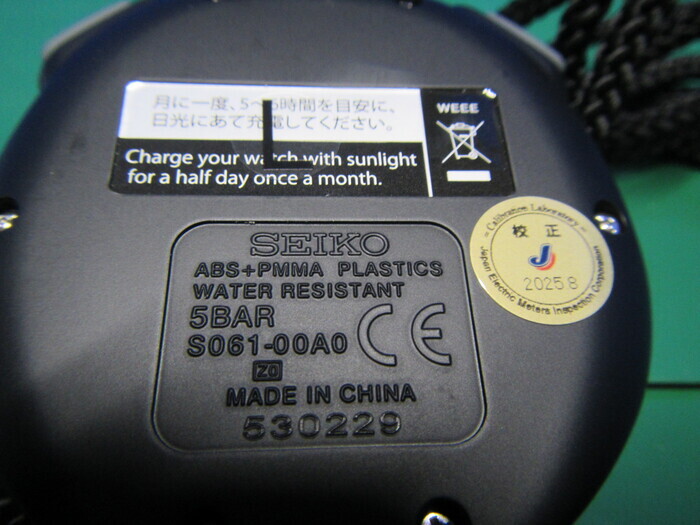 月に一度、5〜6時間を目安に、
日光にあて充電してください。
Charge your watch with sunlight
for a half day once a month.
WEEE
SEIKO
ABS+PMMA PLASTICS
WATER RESISTANT
5BAR
S061-00A0
CE
ZO
MADE IN CHINA
530229
Calibration Laboratory
校正
J
2025.8
Japan Electric Meters Inspection Corporation